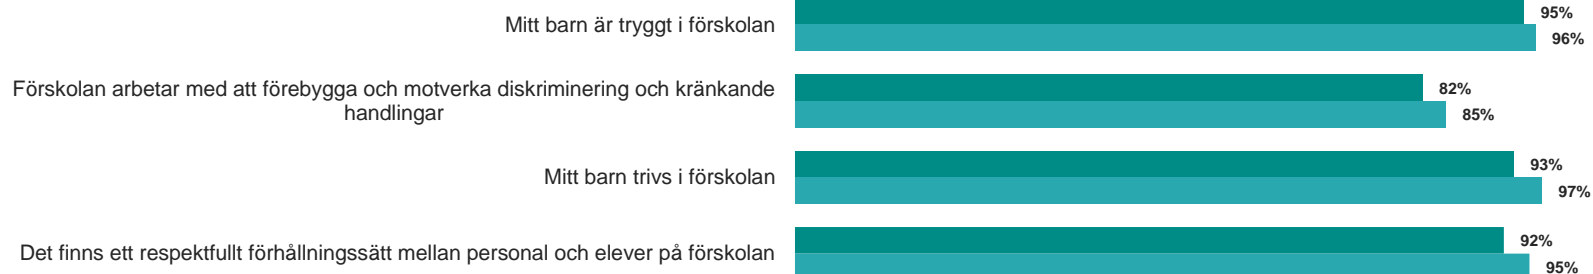 Mitt barn är tryggt i förskolan
95%
96%
Förskolan arbetar med att förebygga och motverka diskriminering och kränkande
handlingar
82%
85%
Mitt barn trivs i förskolan
93%
97%
Det finns ett respektfullt förhållningssätt mellan personal och elever på förskolan
92%
95%